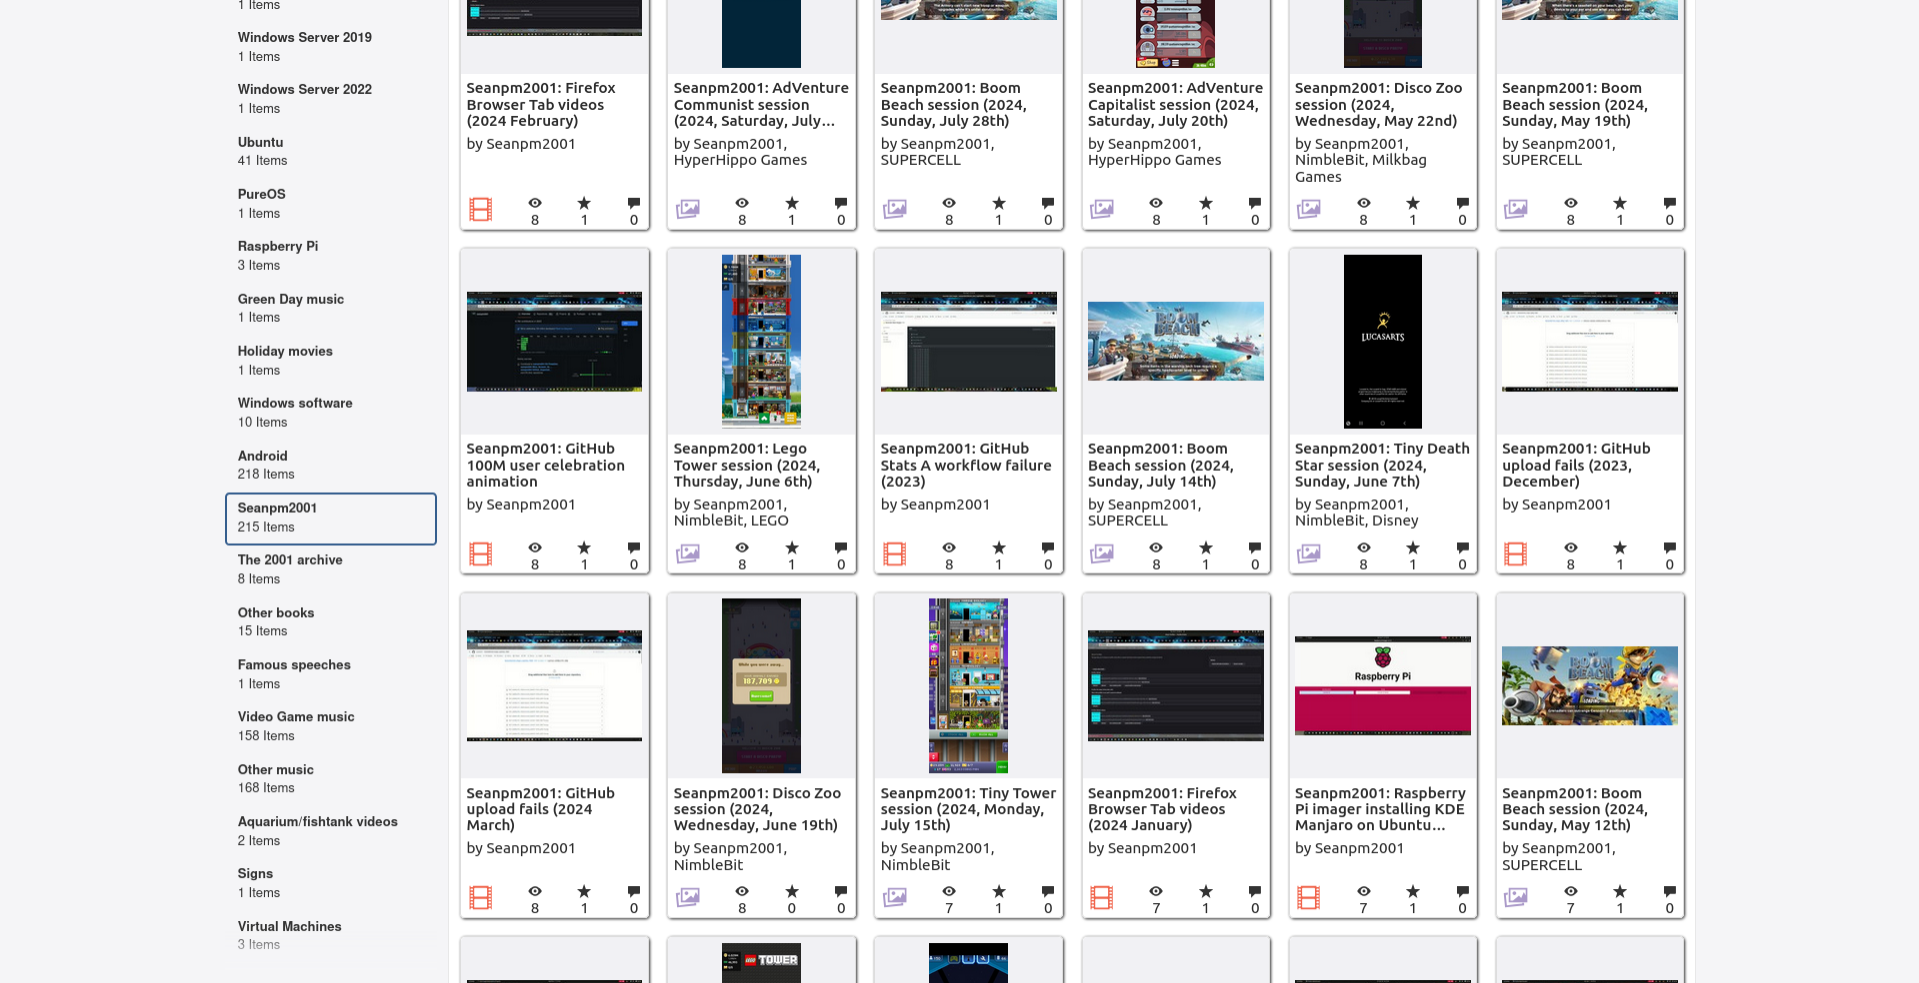 1 Items
Windows Server 2019
1 Items
Windows Server 2022
1 Items
Ubuntu
41 Items
PureOS
1 Items
Raspberry Pi
3 Items
Green Day music
1 Items
Holiday movies
1 Items
Windows software
10 Items
Android
218 Items
Seanpm2001
215 Items
The 2001 archive
8 Items
Other books
15 Items
Famous speeches
1 Items
Video Game music
158 Items
Other music
168 Items
Aquarium/fishtank videos
2 Items
Signs
1 Items
Virtual Machines
3 Items
Seanpm2001: Firefox
Browser Tab videos
(2024 February)
by Seanpm2001
8 1 0
Seanpm2001: AdVenture
Communist session
(2024, Saturday, July...
by Seanpm2001,
HyperHippo Games
8 1 0
Seanpm2001: Boom
Beach session (2024,
Sunday, July 28th)
by Seanpm2001,
SUPERCELL
8 1 0
Seanpm2001: AdVenture
Capitalist session (2024,
Saturday, July 20th)
by Seanpm2001,
HyperHippo Games
8 1 0
Seanpm2001: Disco Zoo
session (2024,
Wednesday, May 22nd)
by Seanpm2001,
NimbleBit, Milkbag
Games
8 1 0
Seanpm2001: Boom
Beach session (2024,
Sunday, May 19th)
by Seanpm2001,
SUPERCELL
8 1 0
Seanpm2001: GitHub
100M user celebration
animation
by Seanpm2001
8 1 0
Seanpm2001: Lego
Tower session (2024,
Thursday, June 6th)
by Seanpm2001,
NimbleBit, LEGO
8 1 0
Seanpm2001: GitHub
Stats A workflow failure
(2023)
by Seanpm2001
8 1 0
BOOM
BEACH
Seanpm2001: Boom
Beach session (2024,
Sunday, July 14th)
by Seanpm2001,
SUPERCELL
8 1 0
LUCASARTS
Seanpm2001: Tiny Death
Star session (2024,
Sunday, June 7th)
by Seanpm2001,
NimbleBit, Disney
8 1 0
Seanpm2001: GitHub
upload fails (2023,
December)
by Seanpm2001
8 1 0
Seanpm2001: GitHub
upload fails (2024
March)
by Seanpm2001
8 1 0
While you were away...
187,709
Seanpm2001: Disco Zoo
session (2024,
Wednesday, June 19th)
by Seanpm2001,
NimbleBit
8 0 0
Seanpm2001: Tiny Tower
session (2024, Monday,
July 15th)
by Seanpm2001,
NimbleBit
7 1 0
Seanpm2001: Firefox
Browser Tab videos
(2024 January)
by Seanpm2001
7 1 0
Raspberry Pi
Seanpm2001: Raspberry
Pi imager installing KDE
Manjaro on Ubuntu...
by Seanpm2001
7 1 0
BOOM
BEACH
Seanpm2001: Boom
Beach session (2024,
Sunday, May 12th)
by Seanpm2001,
SUPERCELL
7 1 0
LEGO TOWER